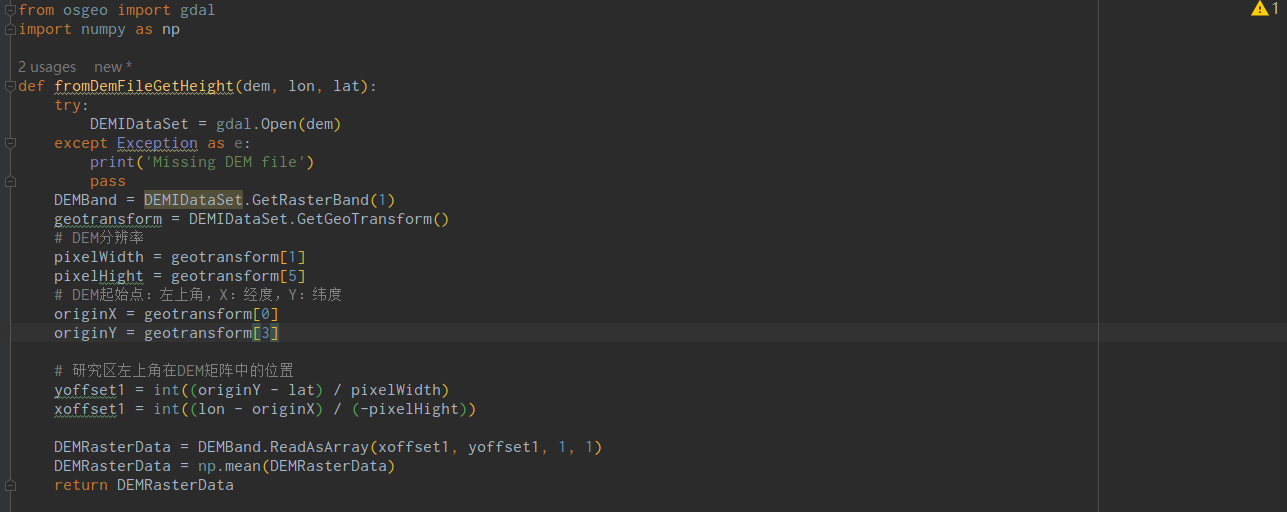 from osgeo import gdal
import numpy as np
1
2 usages new *
def fromDemFileGetHeight(dem, lon, lat):
try:
DEMIDataSet = gdal.Open(dem)
except Exception as e:
print('Missing DEM file')
pass
DEMBand = DEMIDataSet.GetRasterBand(1)
geotransform = DEMIDataSet.GetGeoTransform()
# DEM分辨率
pixelWidth = geotransform[1]
pixelHight = geotransform[5]
# DEM起始点：左上角，X：经度，Y：纬度
originX = geotransform[0]
originY = geotransform[3]
# 研究区左上角在DEM矩阵中的位置
yoffset1 = int((originY - lat) / pixelWidth)
xoffset1 = int((lon - originX) / (-pixelHight))
DEMRasterData = DEMBand.ReadAsArray(xoffset1, yoffset1, 1, 1)
DEMRasterData = np.mean(DEMRasterData)
return DEMRasterData